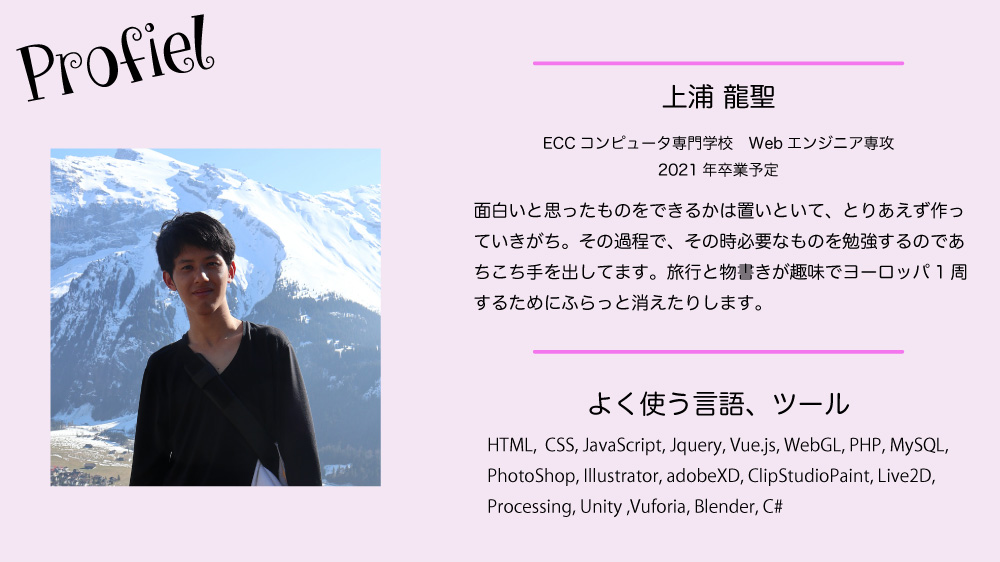 Profiel
上浦 龍聖
ECC コンピュータ専門学校　Web エンジニア専攻
2021 年卒業予定
面白いと思ったものをできるかは置いといて、とりあえず作っ
ていきがち。その過程で、その時必要なものを勉強するのであ
ちこち手を出してます。旅行と物書きが趣味でヨーロッパ 1 周
するためにふらっと消えたりします。
よく使う言語、ツール
HTML,  CSS, JavaScript, Jquery, Vue.js, WebGL, PHP, MySQL,
PhotoShop, Illustrator, adobeXD, ClipStudioPaint, Live2D,
Processing, Unity ,Vuforia, Blender, C#